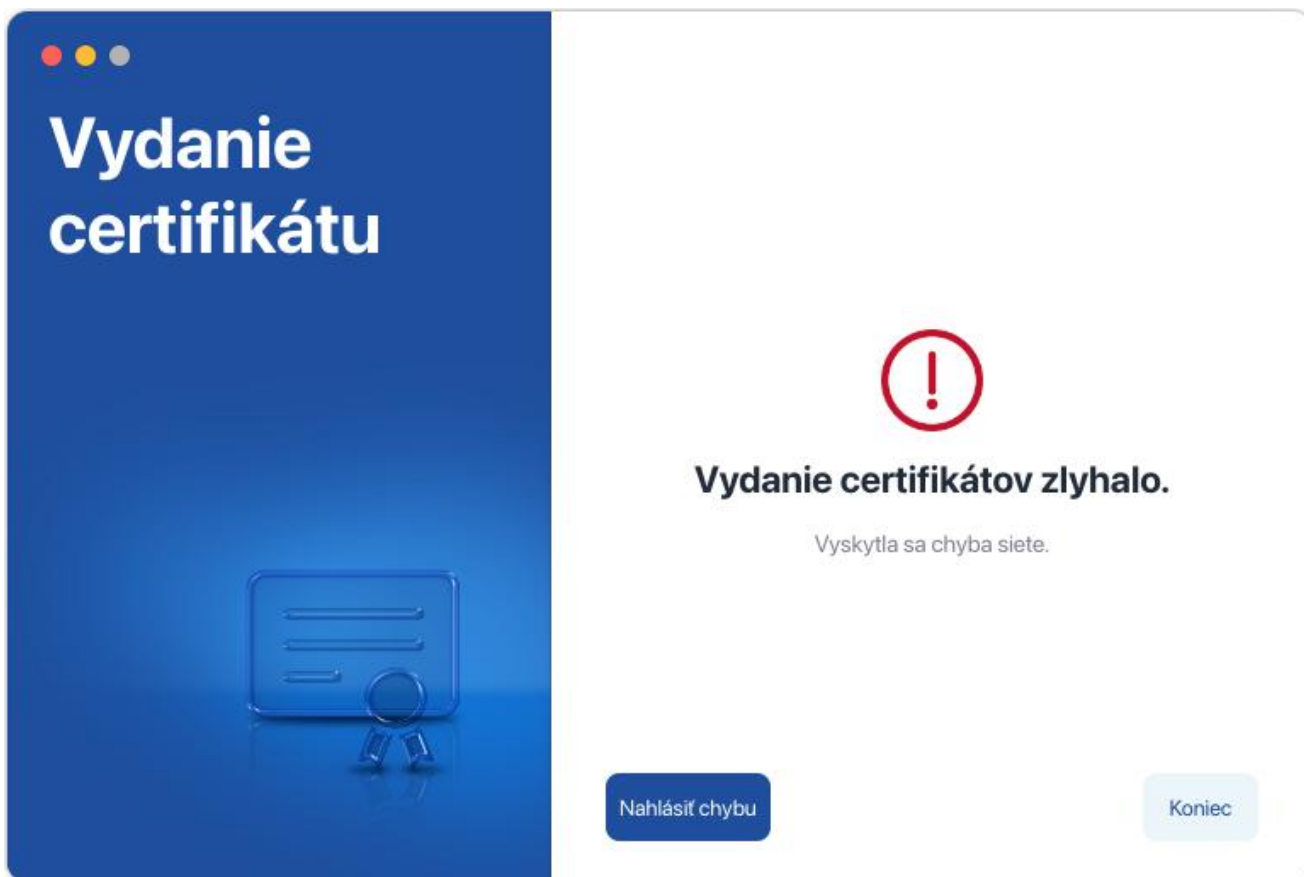 Vydanie
certifikátu
Vydanie certifikátov zlyhalo.
Vyskytla sa chyba siete.
Nahlásiť chybu
Koniec